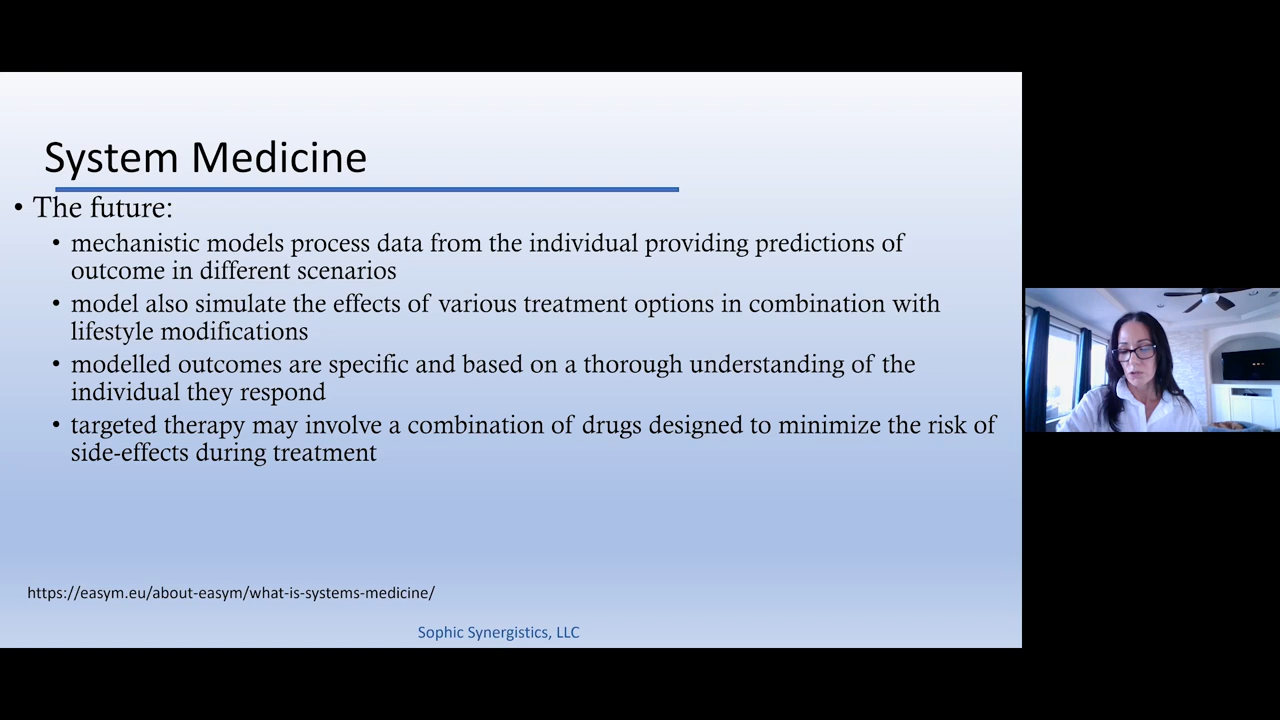 System Medicine
• The future:
• mechanistic models process data from the individual providing predictions of
outcome in different scenarios
• model also simulate the effects of various treatment options in combination with
lifestyle modifications
• modelled outcomes are specific and based on a thorough understanding of the
individual they respond
• targeted therapy may involve a combination of drugs designed to minimize the risk of
side-effects during treatment
https://easym.eu/about-easym/what-is-systems-medicine/
Sophic Synergistics, LLC